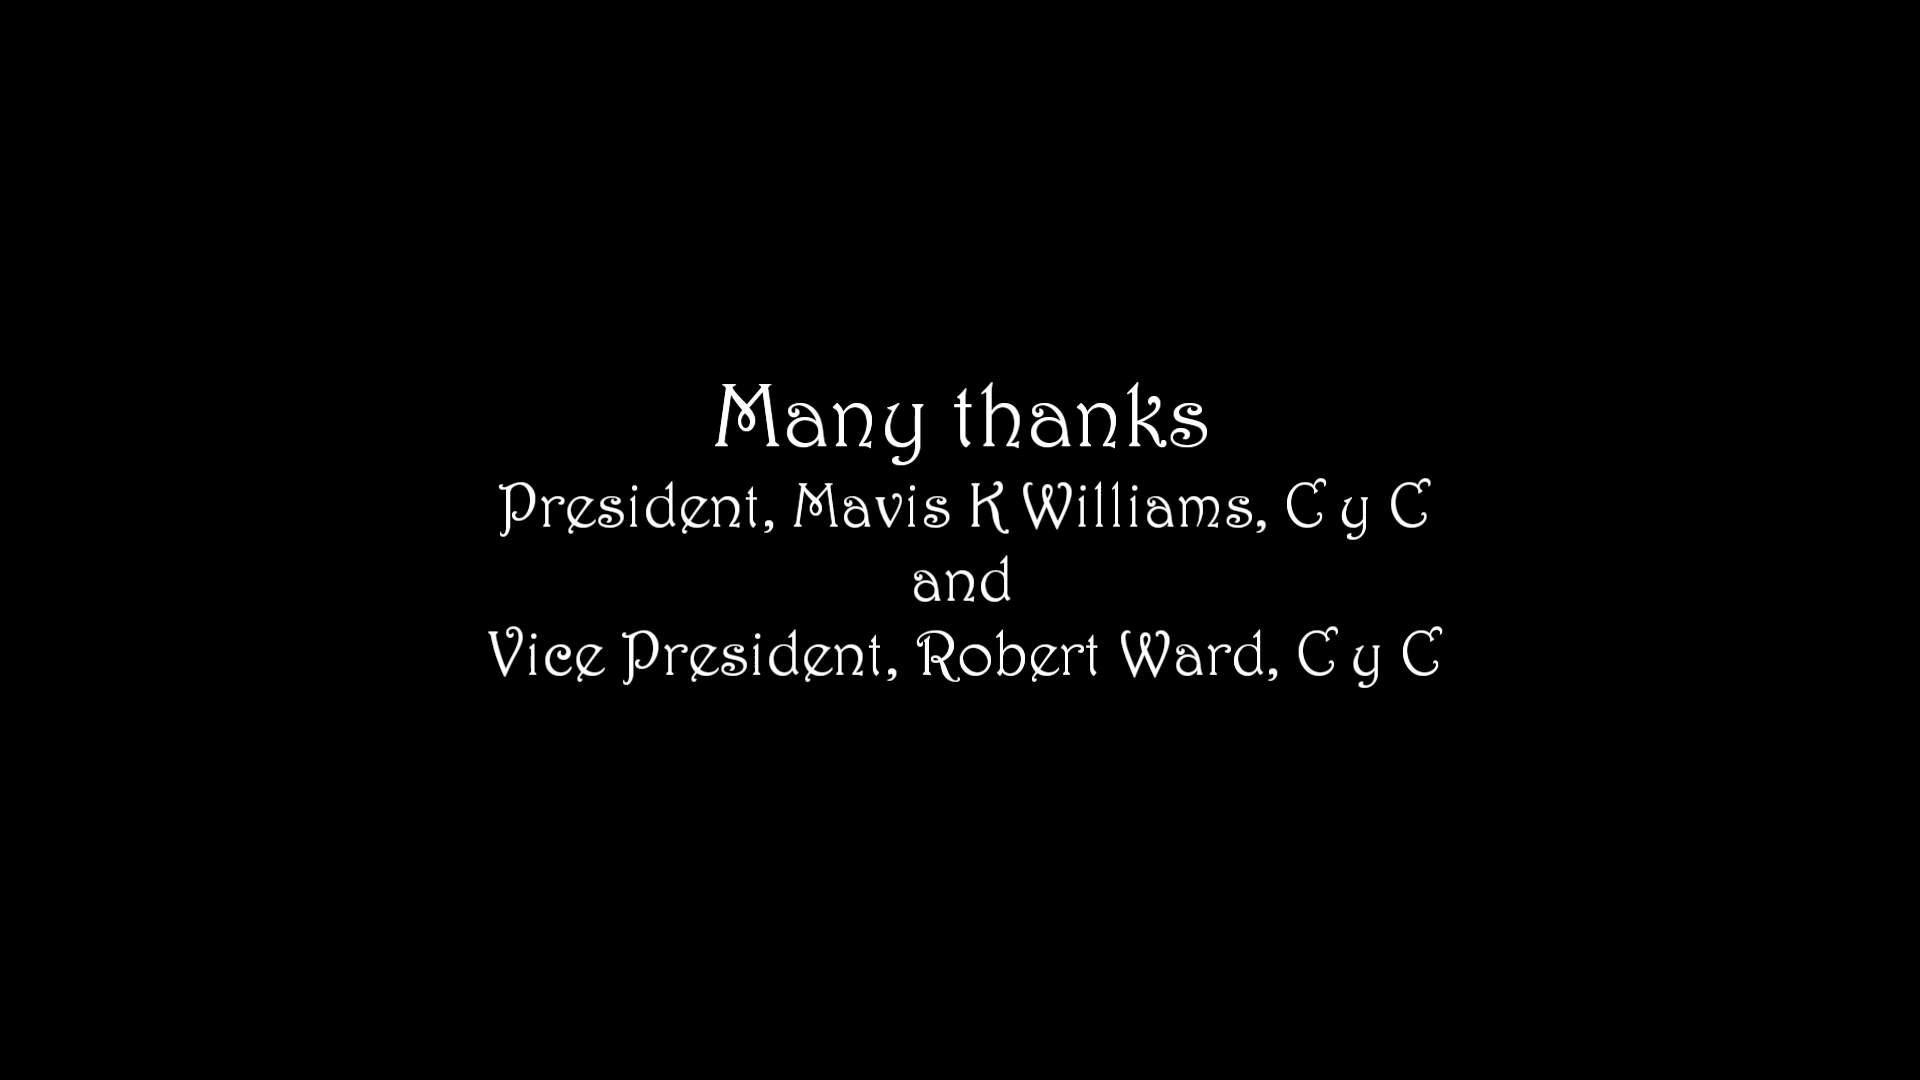 Many thanks
President, Mavis K Williams, C y C
and
Vice President, Robert Ward, C y C